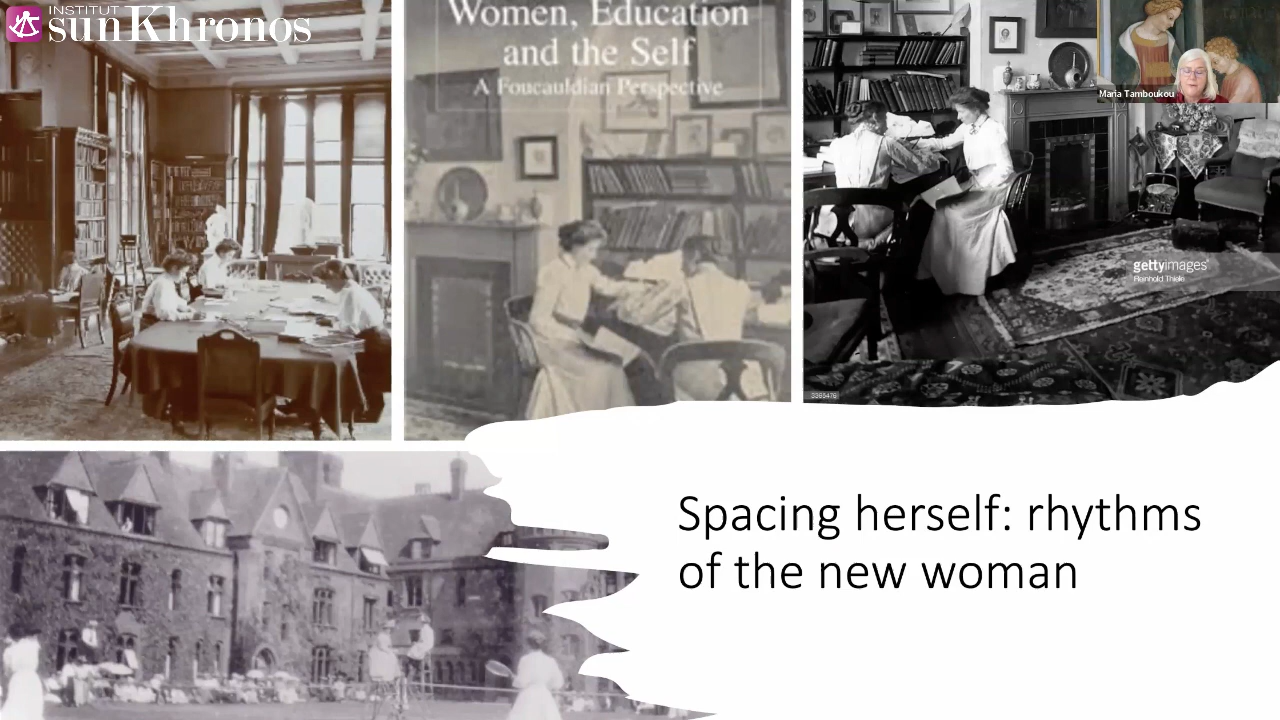 INSTITUT
sunKhronos
Women, Education
and the Self
A Foucauldian Perspective
Maria Tamboukou
gettyimages®
Reinhold Thiele
3365476
Spacing herself: rhythms
of the new woman